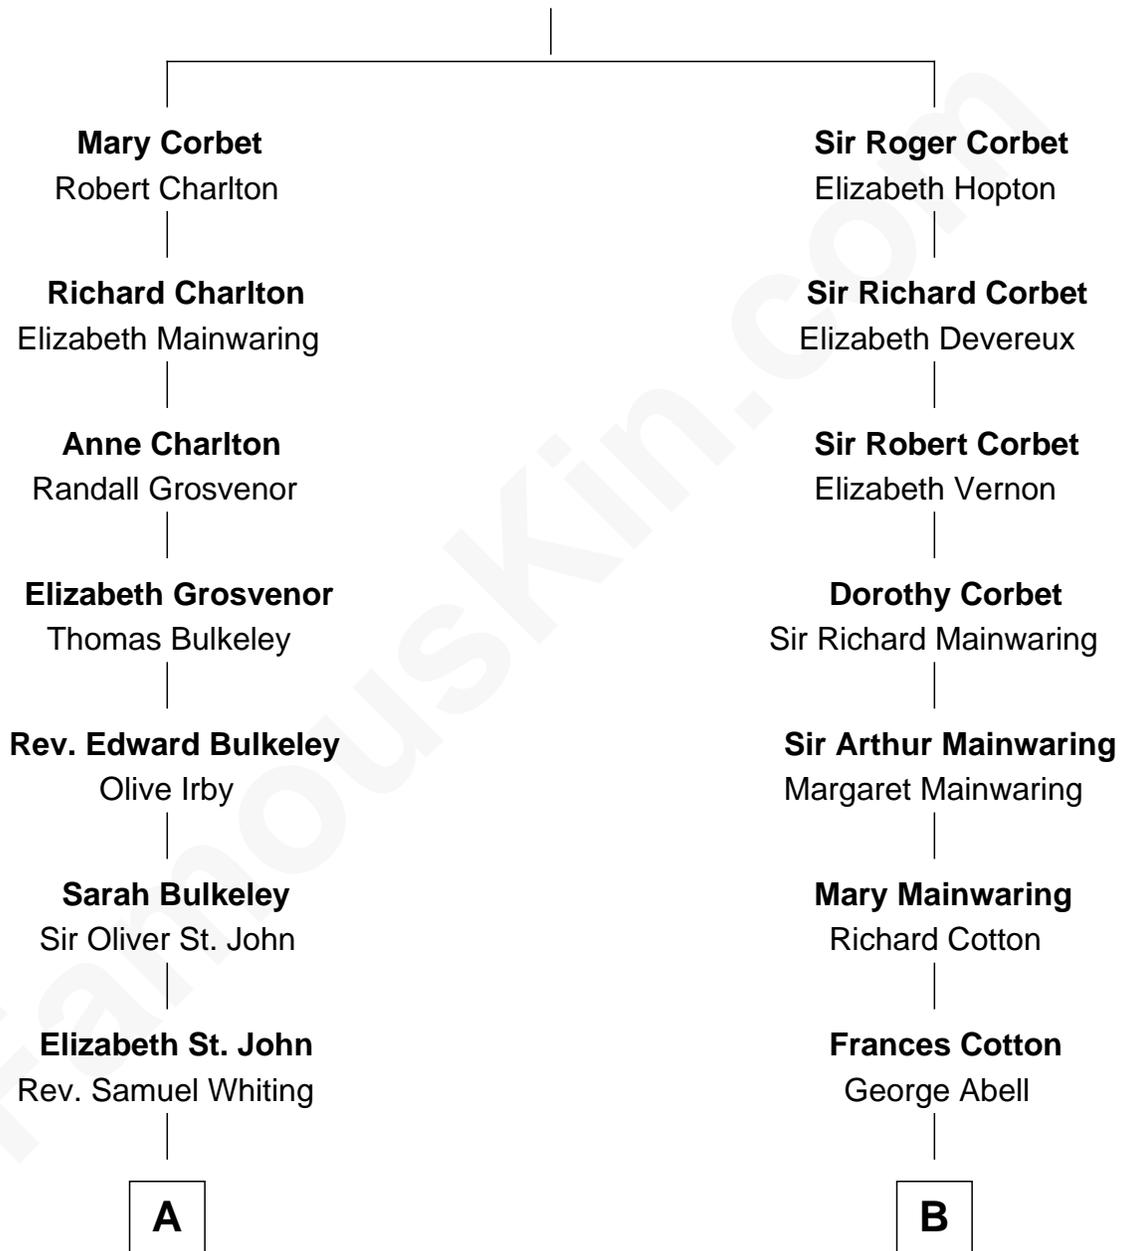 Mary Corbet
Robert Charlton
Richard Charlton
Elizabeth Mainwaring
Anne Charlton
Randall Grosvenor
Elizabeth Grosvenor
Thomas Bulkeley
Rev. Edward Bulkeley
Olive Irby
Sarah Bulkeley
Sir Oliver St. John
Elizabeth St. John
Rev. Samuel Whiting
A
Sir Roger Corbet
Elizabeth Hopton
Sir Richard Corbet
Elizabeth Devereux
Sir Robert Corbet
Elizabeth Vernon
Dorothy Corbet
Sir Richard Mainwaring
Sir Arthur Mainwaring
Margaret Mainwaring
Mary Mainwaring
Richard Cotton
Frances Cotton
George Abell
B
FamousKin.com